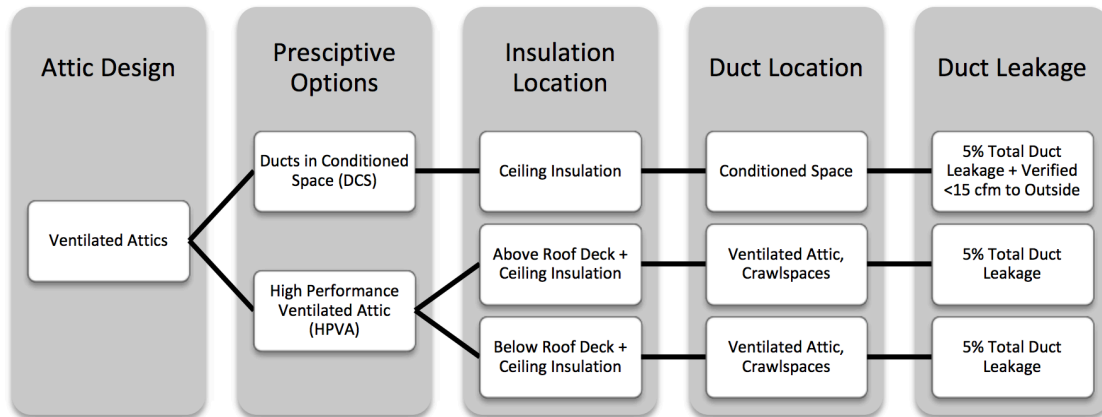 Attic Design
Presciptive
Options
Insulation
Location
Duct Location
Duct Leakage
Ventilated Attics
Ducts in Conditioned
Space (DCS)
Ceiling Insulation
Conditioned Space
5% Total Duct
Leakage + Verified
<15 cfm to Outside
High Performance
Ventilated Attic
(HPVA)
Above Roof Deck +
Ceiling Insulation
Ventilated Attic,
Crawlspaces
5% Total Duct
Leakage
Below Roof Deck +
Ceiling Insulation
Ventilated Attic,
Crawlspaces
5% Total Duct
Leakage